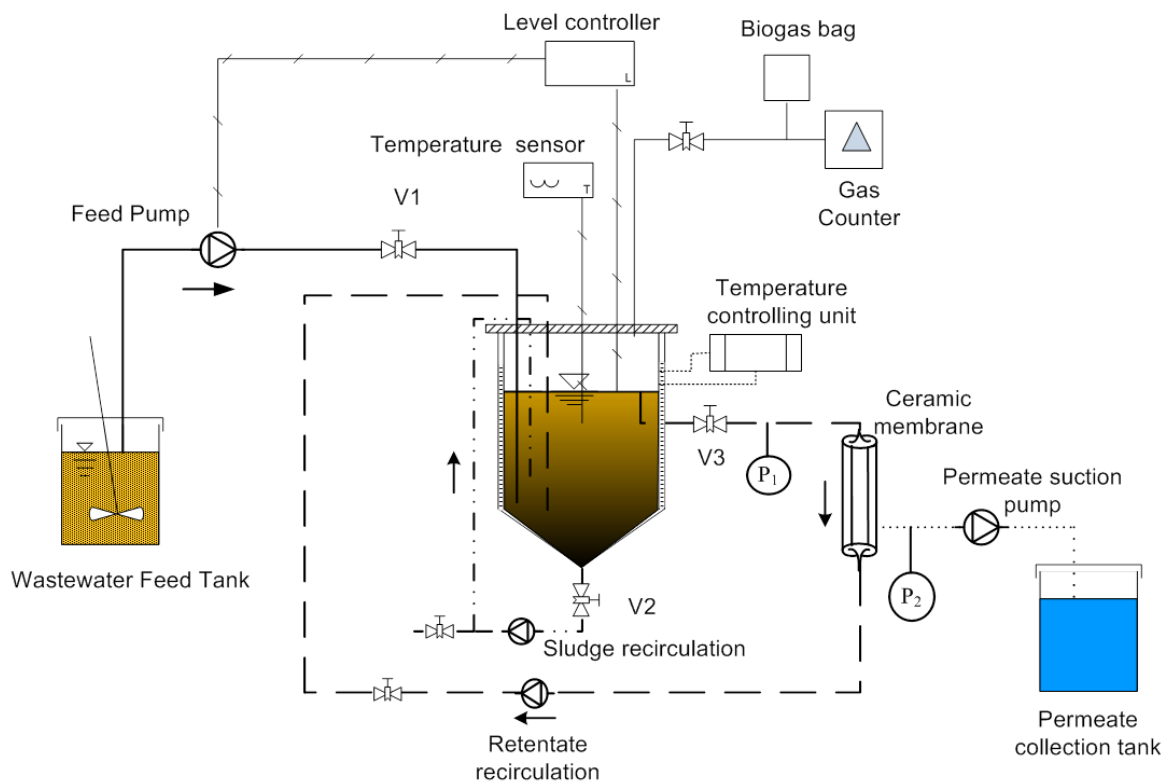 Level controller
Biogas bag
L
Temperature sensor
T
Gas
Counter
V1
Feed Pump
Temperature
controlling unit
Ceramic
membrane
V3
P1
Permeate suction
pump
Wastewater Feed Tank
P2
V2
Sludge recirculation
Retentate
recirculation
Permeate
collection tank